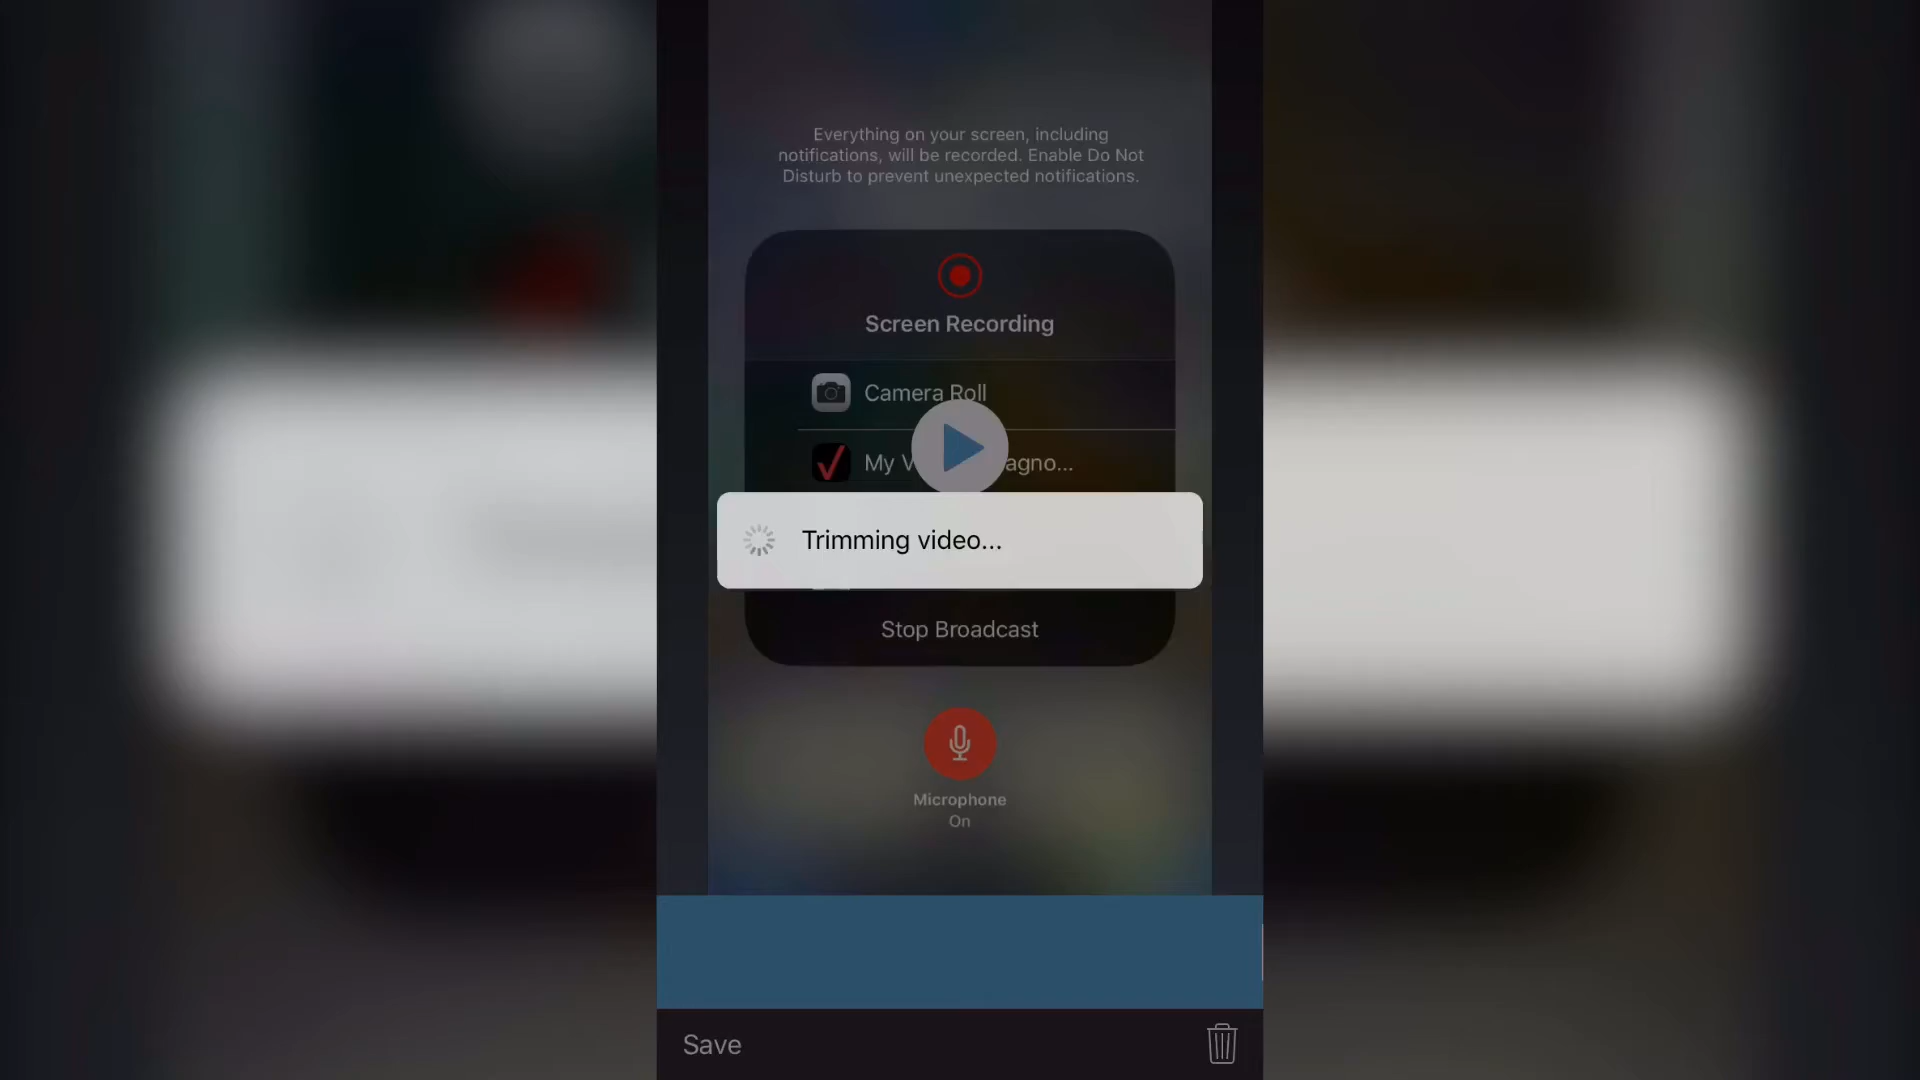 Everything on your screen, including
notifications, will be recorded. Enable Do Not
Disturb to prevent unexpected notifications.
Screen Recording
Camera Roll
My V agno...
Trimming video...
Stop Broadcast
Microphone
On
Save